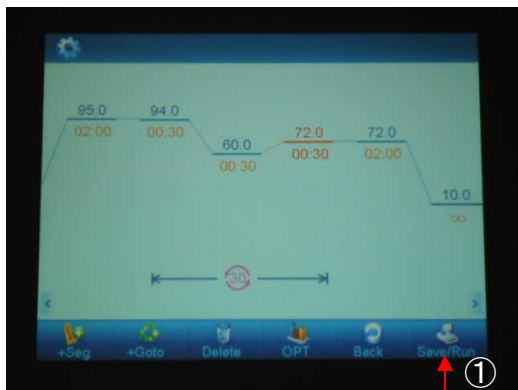 95.0 94.0 60.0 72.0 72.0 10.0
02:00 00:30 00:30 00:30 02:00 ∞
30
< >
+Seg +Goto Delete OPT Back Save/Run
①